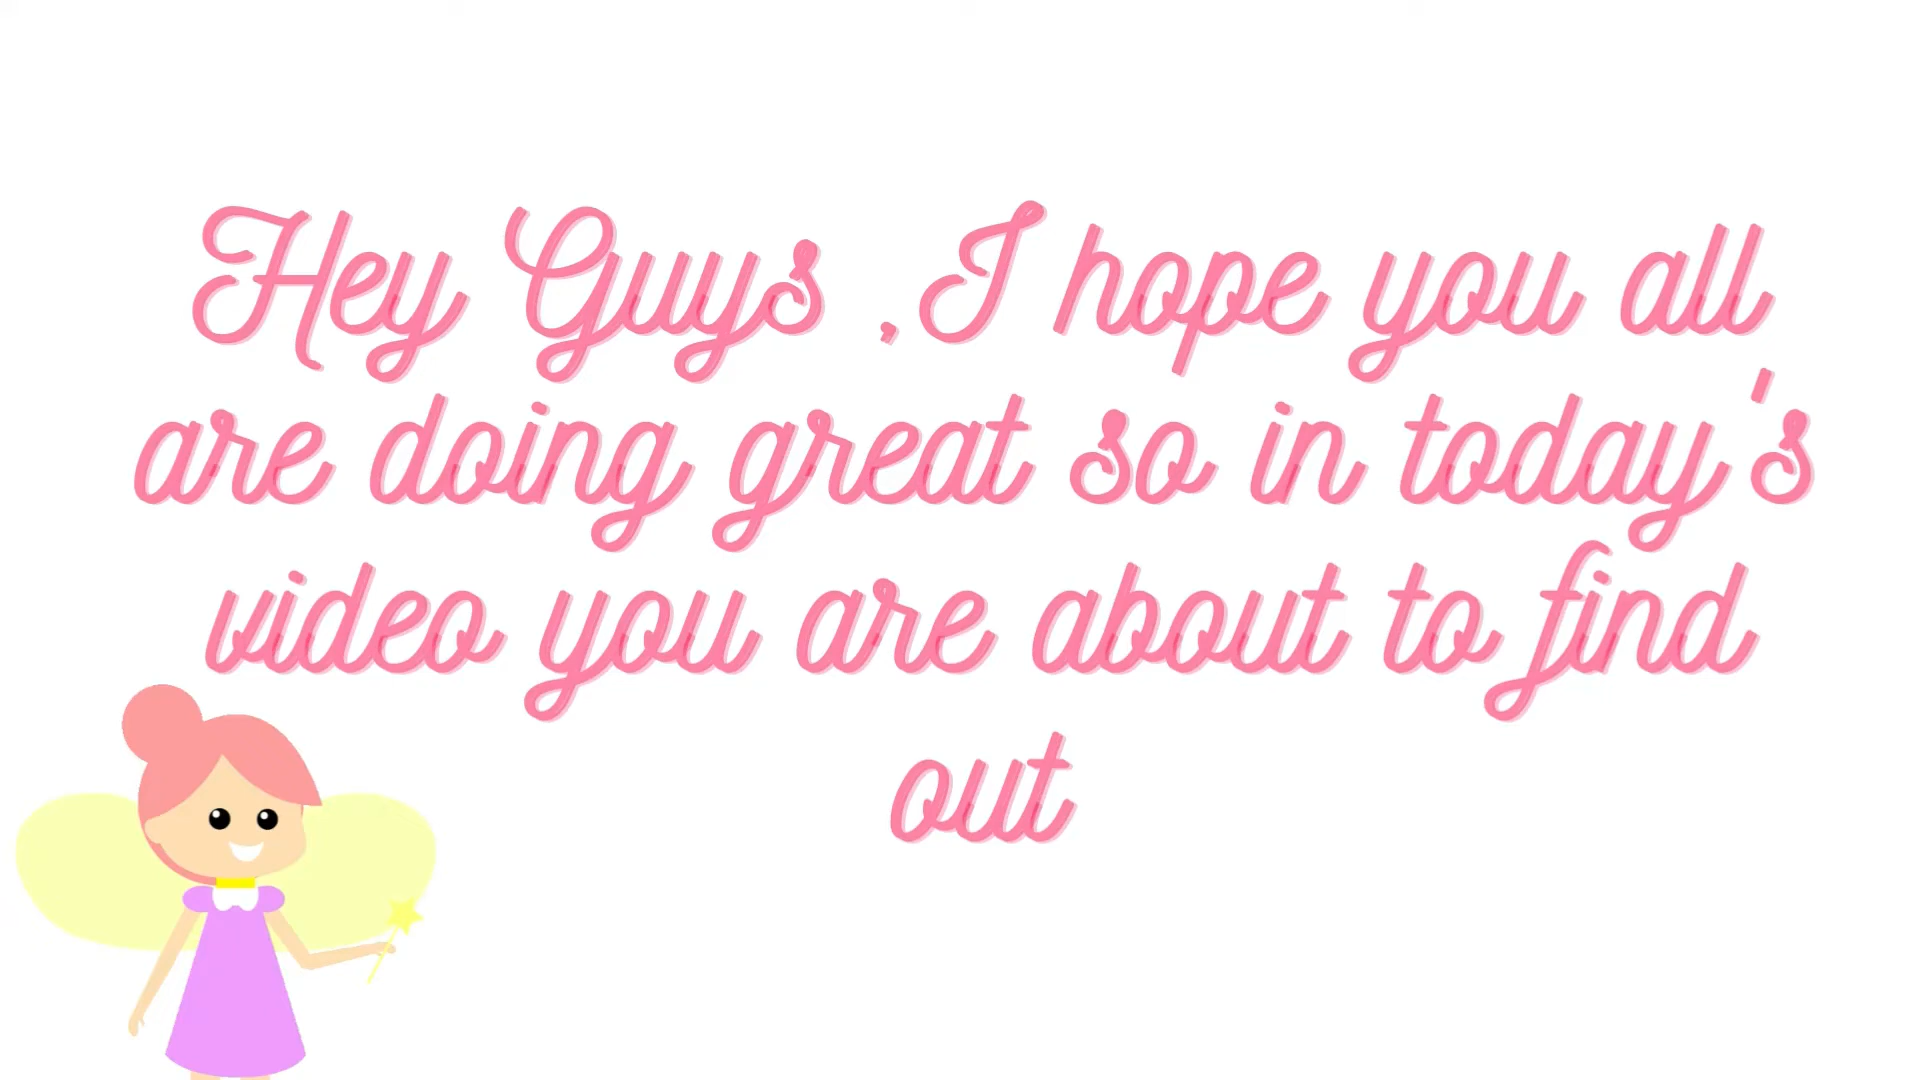 Hey Guys ,I hope you all
are doing great so in today's
video you are about to find
out